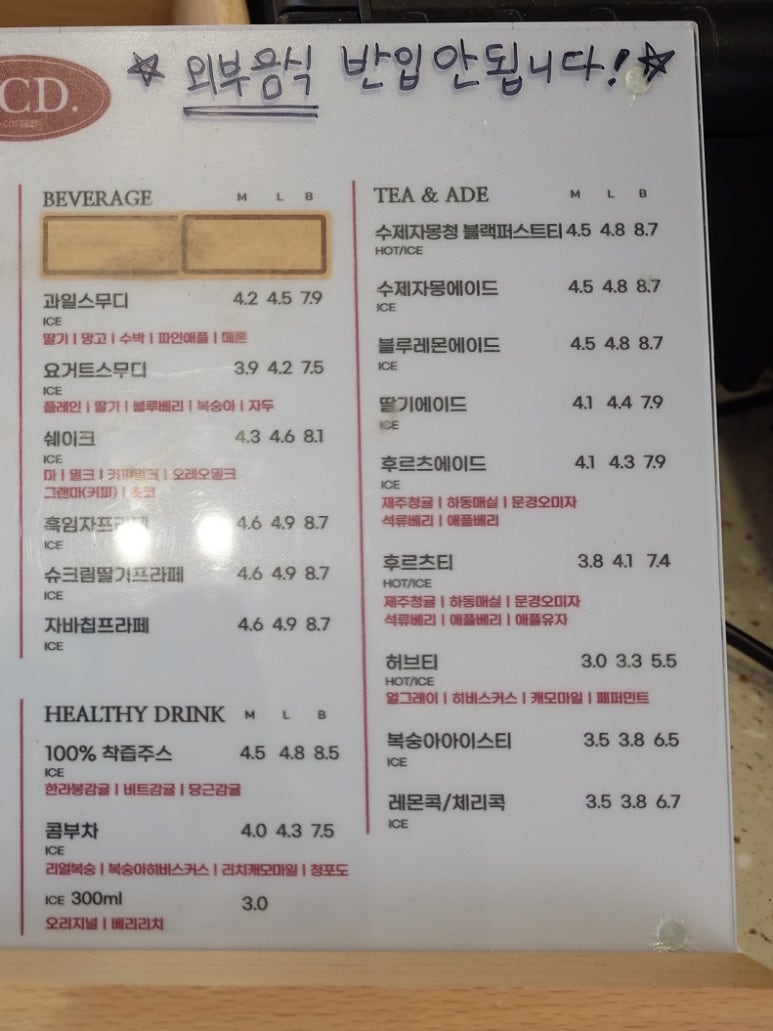 CD.
☆ 외부음식 반입 안됩니다! ☆
BEVERAGE M L B
과일스무디 4.2 4.5 7.9
ICE
딸기 | 망고 | 수박 | 파인애플 | 메론
요거트스무디 3.9 4.2 7.5
ICE
플레인 | 딸기 | 블루베리 | 복숭아 | 자두
쉐이크 4.3 4.6 8.1
ICE
마 | 밀크 | 커피밀크 | 오레오밀크
그랜마(커피) | 초코
흑임자프라페 4.6 4.9 8.7
ICE
슈크림딸기프라페 4.6 4.9 8.7
ICE
자바칩프라페 4.6 4.9 8.7
ICE
HEALTHY DRINK M L B
100% 착즙주스 4.5 4.8 8.5
ICE
한라봉감귤 | 비트감귤 | 당근감귤
콤부차 4.0 4.3 7.5
ICE
리얼복숭 | 복숭아히비스커스 | 리치캐모마일 | 청포도
ICE 300ml 3.0
오리지널 | 베리리치
TEA & ADE M L B
수제자몽청 블랙퍼스트티 4.5 4.8 8.7
HOT/ICE
수제자몽에이드 4.5 4.8 8.7
ICE
블루레몬에이드 4.5 4.8 8.7
ICE
딸기에이드 4.1 4.4 7.9
ICE
후르츠에이드 4.1 4.3 7.9
ICE
제주청귤 | 하동매실 | 문경오미자
석류베리 | 애플베리
후르츠티 3.8 4.1 7.4
HOT/ICE
제주청귤 | 하동매실 | 문경오미자
석류베리 | 애플베리 | 애플유자
허브티 3.0 3.3 5.5
HOT/ICE
얼그레이 | 히비스커스 | 캐모마일 | 페퍼민트
복숭아아이스티 3.5 3.8 6.5
ICE
레몬콕/체리콕 3.5 3.8 6.7
ICE